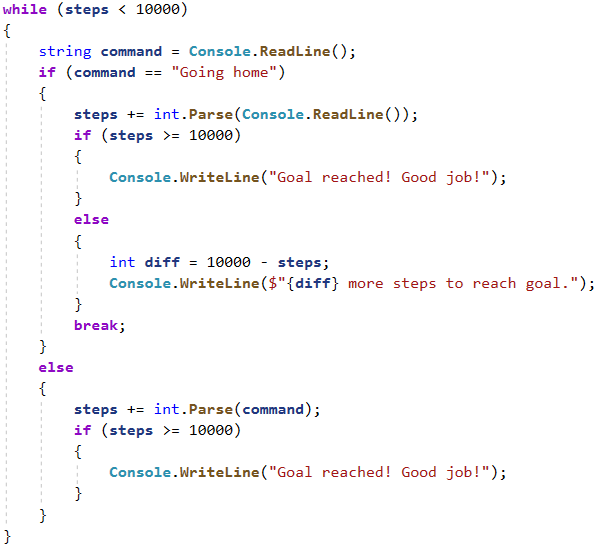 while (steps < 10000)
{
    string command = Console.ReadLine();
    if (command == "Going home")
    {
        steps += int.Parse(Console.ReadLine());
        if (steps >= 10000)
        {
            Console.WriteLine("Goal reached! Good job!");
        }
        else
        {
            int diff = 10000 - steps;
            Console.WriteLine($"{diff} more steps to reach goal.");
        }
        break;
    }
    else
    {
        steps += int.Parse(command);
        if (steps >= 10000)
        {
            Console.WriteLine("Goal reached! Good job!");
        }
    }
}